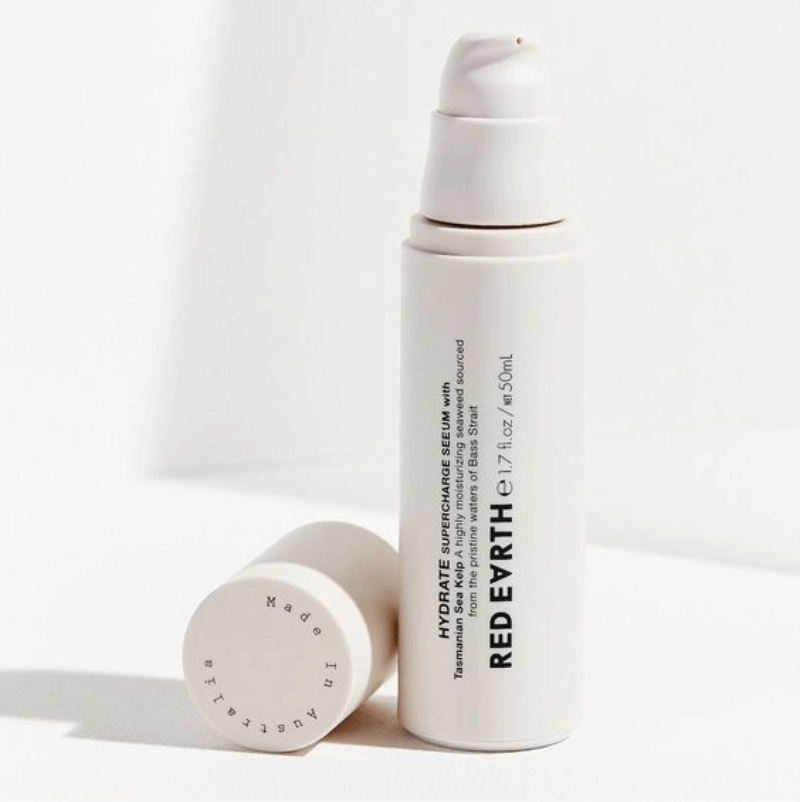 HYDRATE SUPERCHARGE SEEUM with
Tasmanian Sea Kelp A highly moisturizing seaweed sourced
from the pristine waters of Bass Strait
RED EⱯRTH ℮ 1.7 fl.oz / NET 50mL
Made In Australia